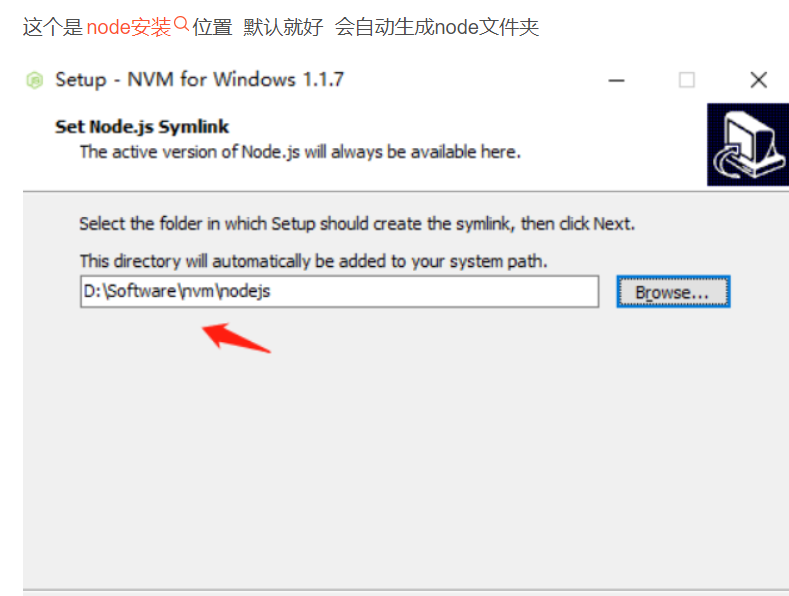 这个是node安装位置 默认就好 会自动生成node文件夹
Setup - NVM for Windows 1.1.7
Set Node.js Symlink
The active version of Node.js will always be available here.
Select the folder in which Setup should create the symlink, then click Next.
This directory will automatically be added to your system path.
D:\Software\nvm\nodejs
Browse...